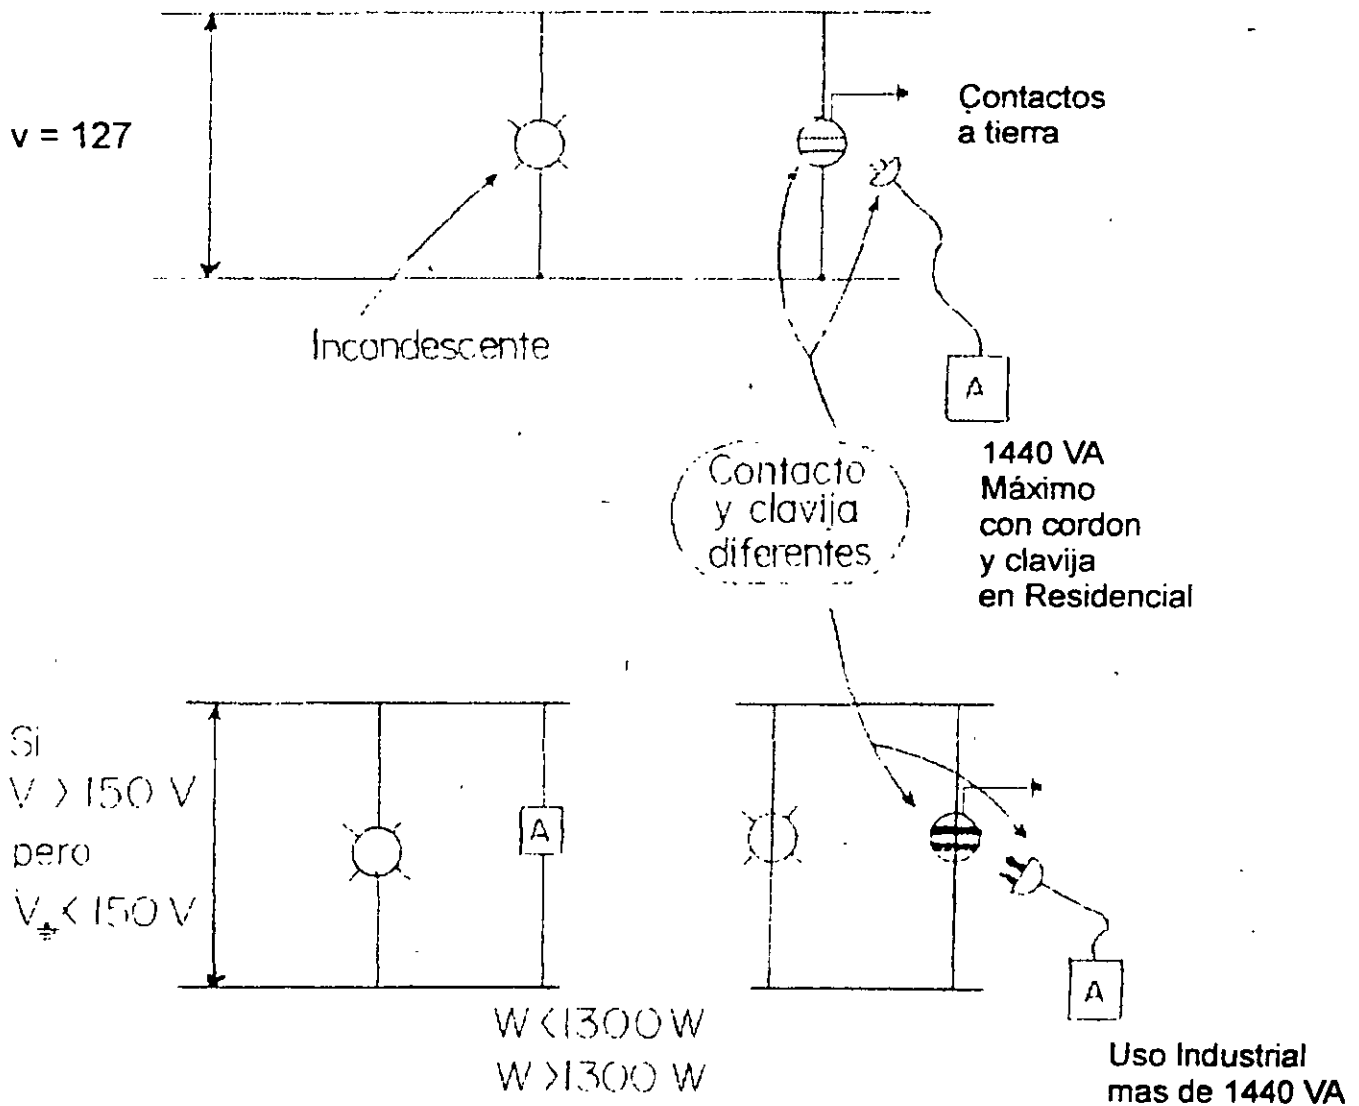 v = 127
Contactos
a tierra
Incondescente
A
1440 VA
Máximo
con cordon
y clavija
en Residencial
Contacto
y clavija
diferentes
Si
V > 150 V
pero
V⏚ < 150 V
A
A
W < 1300 W
W > 1300 W
Uso Industrial
mas de 1440 VA